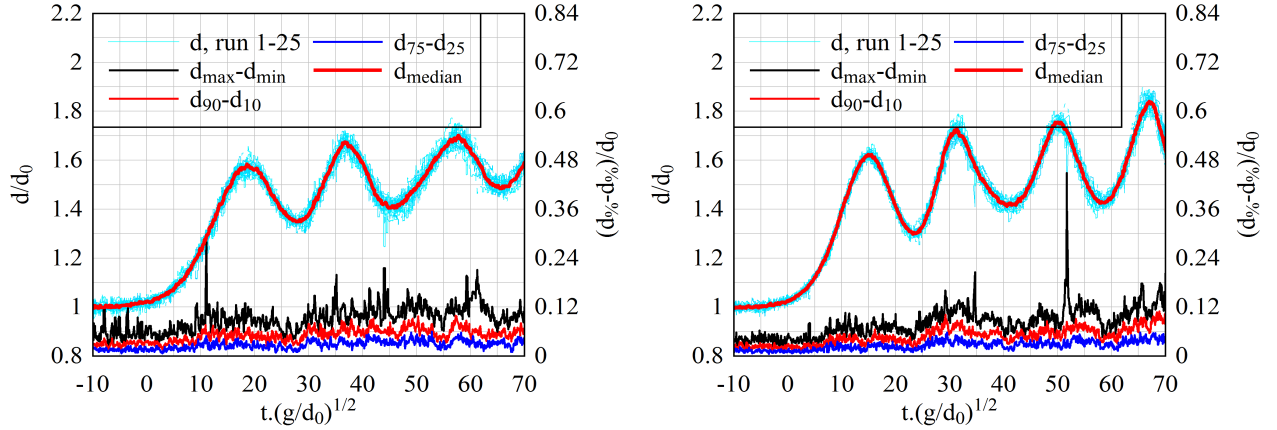 2.2 0.84
d, run 1-25 d75-d25
2 0.72
dmax-dmin dmedian
1.8 d90-d10 0.6
1.6 0.48
d/d0 (d%-d%)/d0
1.4 0.36
1.2 0.24
1 0.12
0.8 0
-10 0 10 20 30 40 50 60 70
t.(g/d0)1/2
2.2 0.84
d, run 1-25 d75-d25
2 0.72
dmax-dmin dmedian
1.8 d90-d10 0.6
1.6 0.48
d/d0 (d%-d%)/d0
1.4 0.36
1.2 0.24
1 0.12
0.8 0
-10 0 10 20 30 40 50 60 70
t.(g/d0)1/2